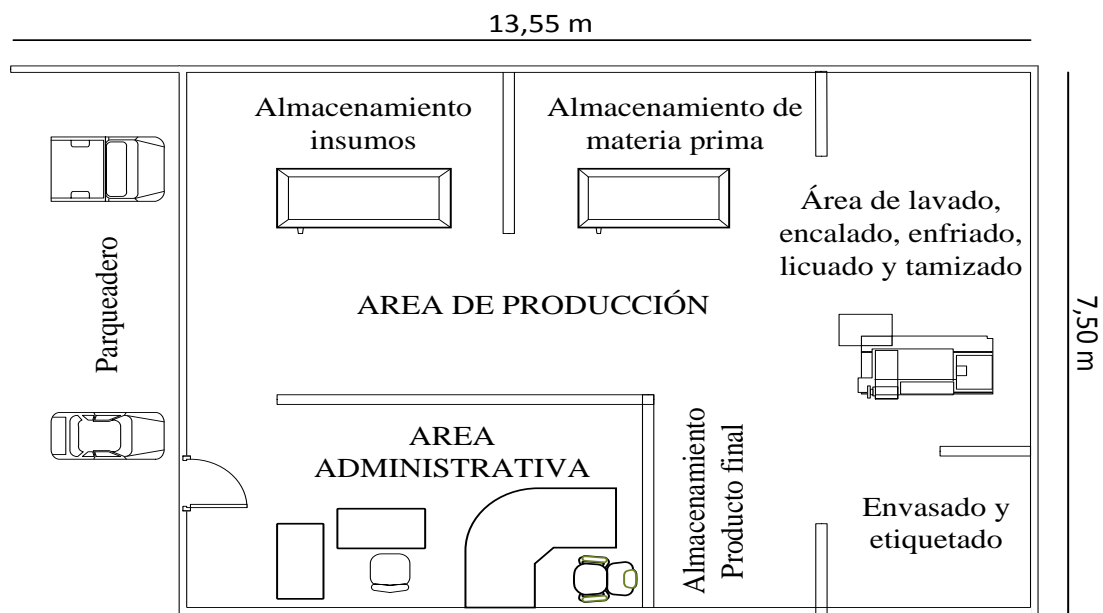 13,55 m
Almacenamiento
insumos
Almacenamiento de
materia prima
Área de lavado,
encalado, enfriado,
licuado y tamizado
Parqueadero
AREA DE PRODUCCIÓN
7,50 m
AREA
ADMINISTRATIVA
Almacenamiento
Producto final
Envasado y
etiquetado